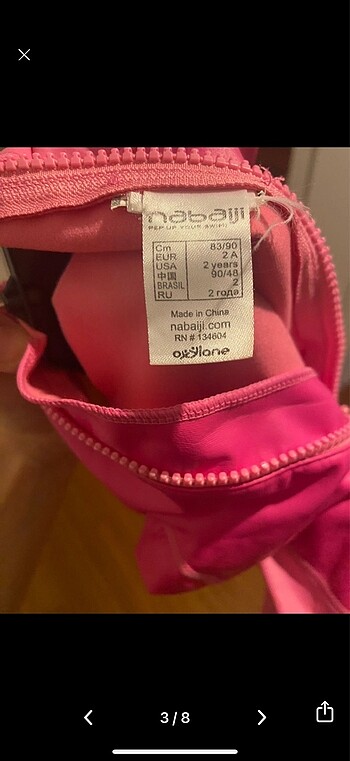 nabaiji
PEP UP YOUR SWIM!
Cm 83/90
EUR 2 A
USA 2 years
中国 90/48
BRASIL 2
RU 2 года
Made in China
nabaiji.com
RN # 134604
oxylane
3/8